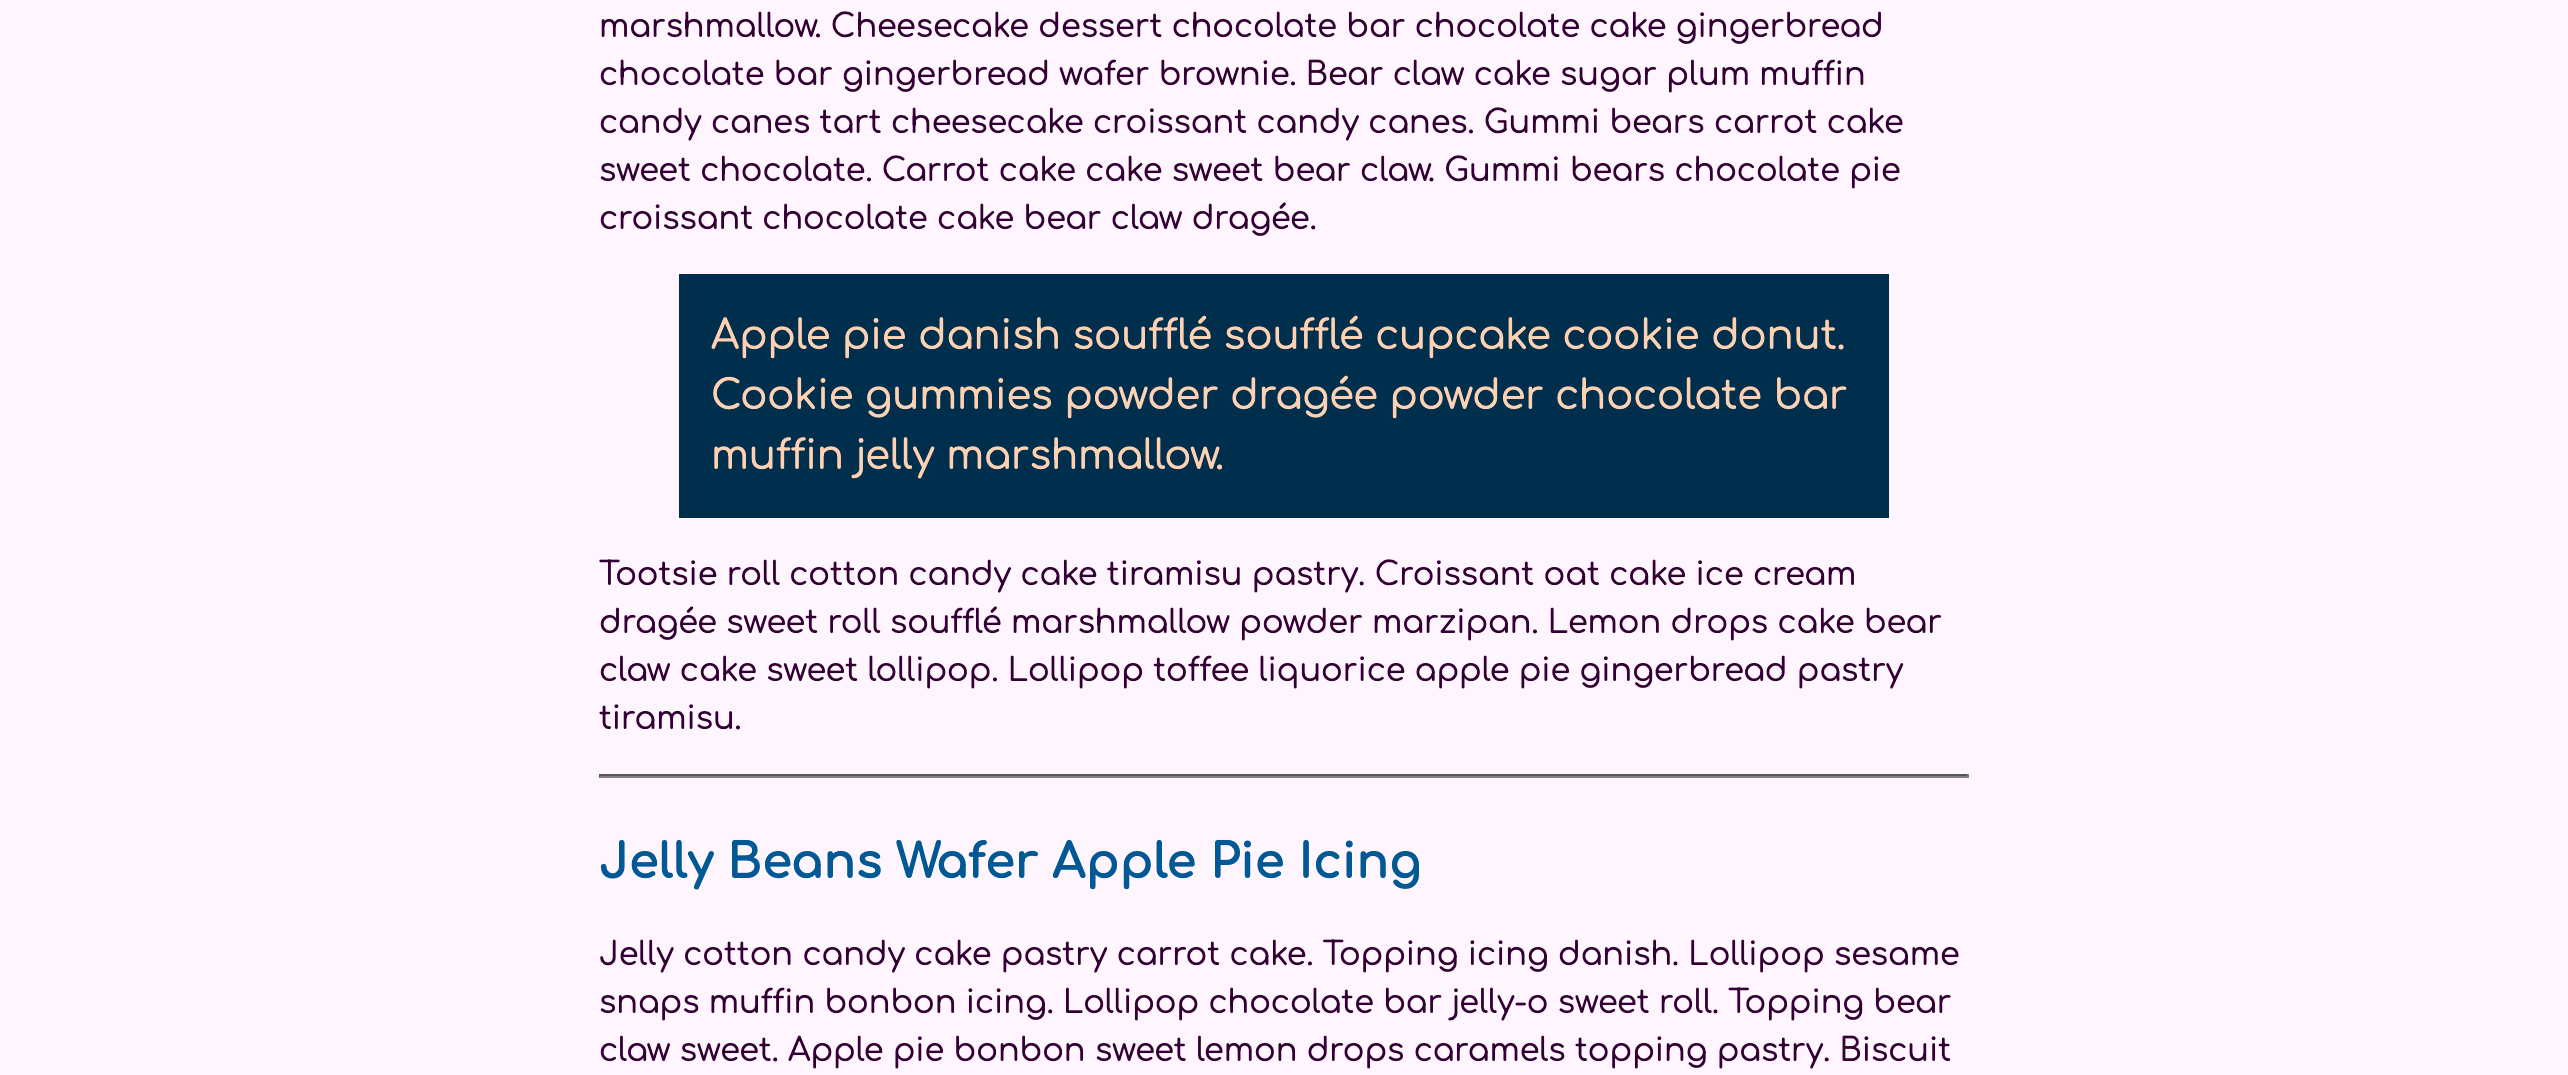 marshmallow. Cheesecake dessert chocolate bar chocolate cake gingerbread
chocolate bar gingerbread wafer brownie. Bear claw cake sugar plum muffin
candy canes tart cheesecake croissant candy canes. Gummi bears carrot cake
sweet chocolate. Carrot cake cake sweet bear claw. Gummi bears chocolate pie
croissant chocolate cake bear claw dragée.
Apple pie danish soufflé soufflé cupcake cookie donut.
Cookie gummies powder dragée powder chocolate bar
muffin jelly marshmallow.
Tootsie roll cotton candy cake tiramisu pastry. Croissant oat cake ice cream
dragée sweet roll soufflé marshmallow powder marzipan. Lemon drops cake bear
claw cake sweet lollipop. Lollipop toffee liquorice apple pie gingerbread pastry
tiramisu.
Jelly Beans Wafer Apple Pie Icing
Jelly cotton candy cake pastry carrot cake. Topping icing danish. Lollipop sesame
snaps muffin bonbon icing. Lollipop chocolate bar jelly-o sweet roll. Topping bear
claw sweet. Apple pie bonbon sweet lemon drops caramels topping pastry. Biscuit